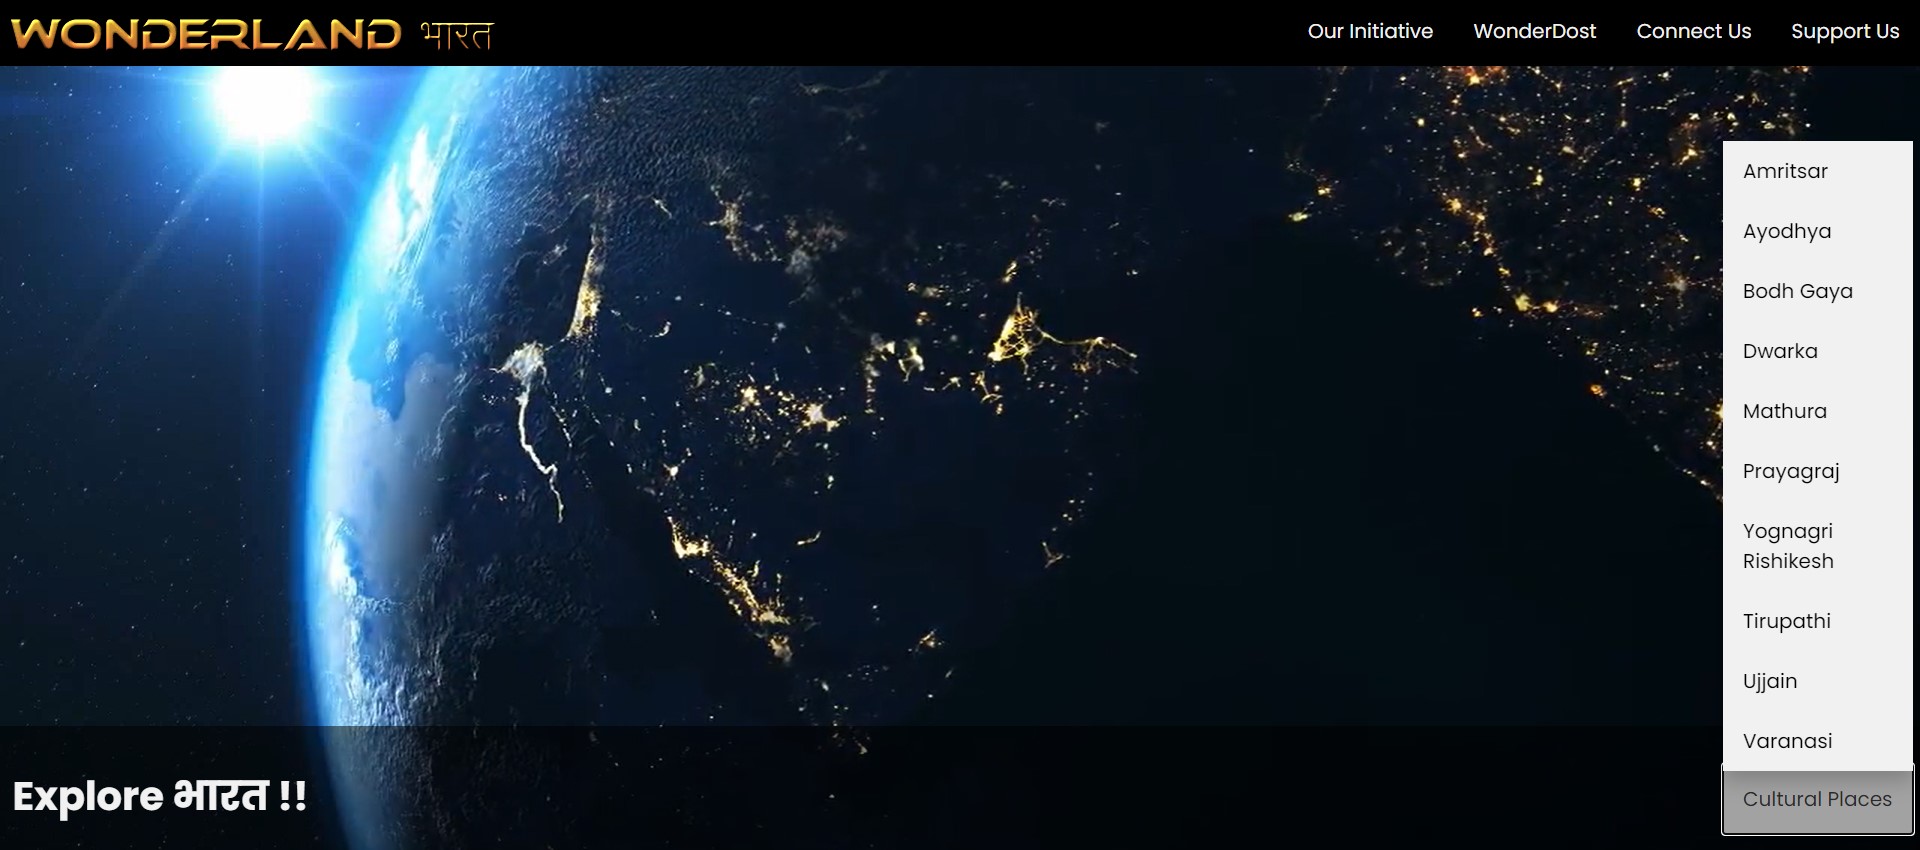 WONDERLAND भारत
Our Initiative WonderDost Connect Us Support Us
Amritsar
Ayodhya
Bodh Gaya
Dwarka
Mathura
Prayagraj
Yognagri
Rishikesh
Tirupathi
Ujjain
Varanasi
Explore भारत !!
Cultural Places